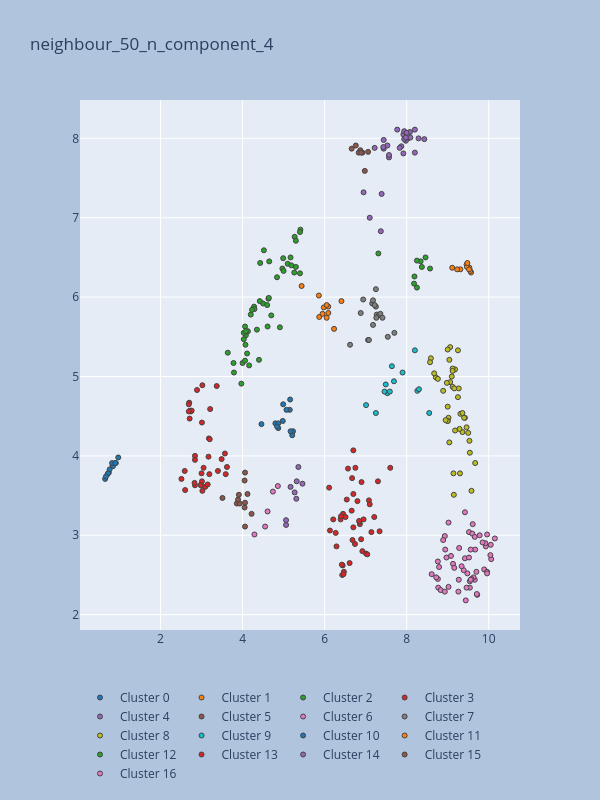 neighbour_50_n_component_4
8
7
6
5
4
3
2
2 4 6 8 10
Cluster 0 Cluster 1 Cluster 2 Cluster 3
Cluster 4 Cluster 5 Cluster 6 Cluster 7
Cluster 8 Cluster 9 Cluster 10 Cluster 11
Cluster 12 Cluster 13 Cluster 14 Cluster 15
Cluster 16